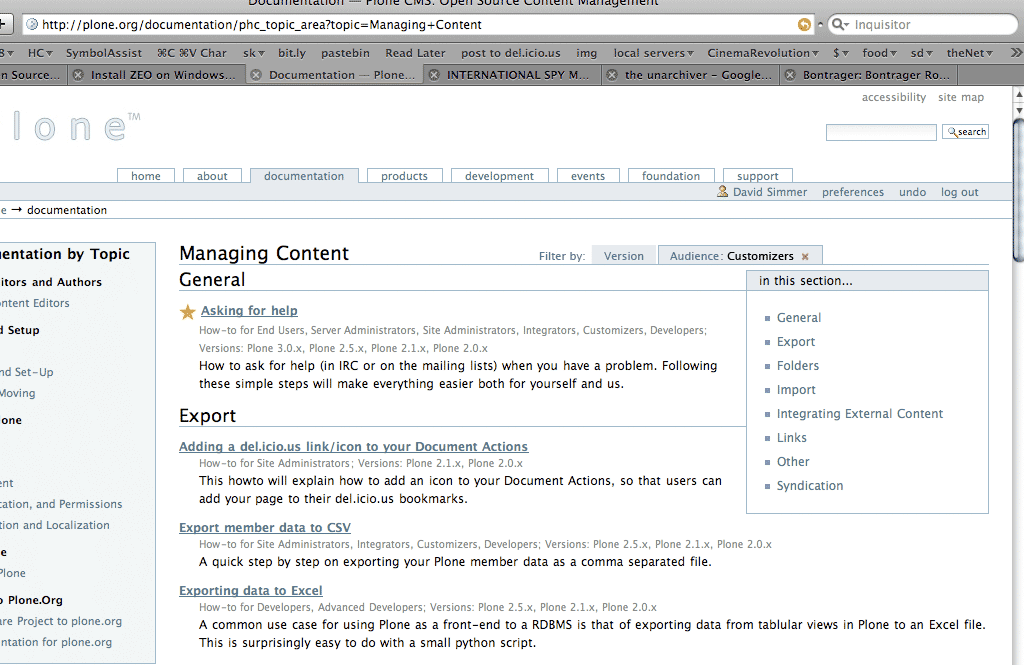 Documentation — Plone CMS: Open Source Content Management
http://plone.org/documentation/phc_topic_area?topic=Managing+Content
Inquisitor
8 HC SymbolAssist ⌘C ⌘V Char sk bit.ly pastebin Read Later post to del.icio.us img local servers CinemaRevolution $ food sd theNet
n Source... Install ZEO on Windows... Documentation — Plone... INTERNATIONAL SPY M... the unarchiver – Google... Bontrager: Bontrager Ro...
accessibility site map
lone™
search
home about documentation products development events foundation support
David Simmer preferences undo log out
e → documentation
entation by Topic
itors and Authors
ontent Editors
d Setup
nd Set-Up
Moving
one
ent
cation, and Permissions
tion and Localization
e
Plone
o Plone.Org
are Project to plone.org
entation for plone.org
Managing Content
Filter by: Version Audience: Customizers ×
General
Asking for help
How-to for End Users, Server Administrators, Site Administrators, Integrators, Customizers, Developers;
Versions: Plone 3.0.x, Plone 2.5.x, Plone 2.1.x, Plone 2.0.x
How to ask for help (in IRC or on the mailing lists) when you have a problem. Following
these simple steps will make everything easier both for yourself and us.
Export
Adding a del.icio.us link/icon to your Document Actions
How-to for Site Administrators; Versions: Plone 2.1.x, Plone 2.0.x
This howto will explain how to add an icon to your Document Actions, so that users can
add your page to their del.icio.us bookmarks.
Export member data to CSV
How-to for Site Administrators, Integrators, Customizers, Developers; Versions: Plone 2.5.x, Plone 2.1.x, Plone 2.0.x
A quick step by step on exporting your Plone member data as a comma separated file.
Exporting data to Excel
How-to for Developers, Advanced Developers; Versions: Plone 2.5.x, Plone 2.1.x, Plone 2.0.x
A common use case for using Plone as a front-end to a RDBMS is that of exporting data from tablular views in Plone to an Excel file.
This is surprisingly easy to do with a small python script.
in this section...
General
Export
Folders
Import
Integrating External Content
Links
Other
Syndication